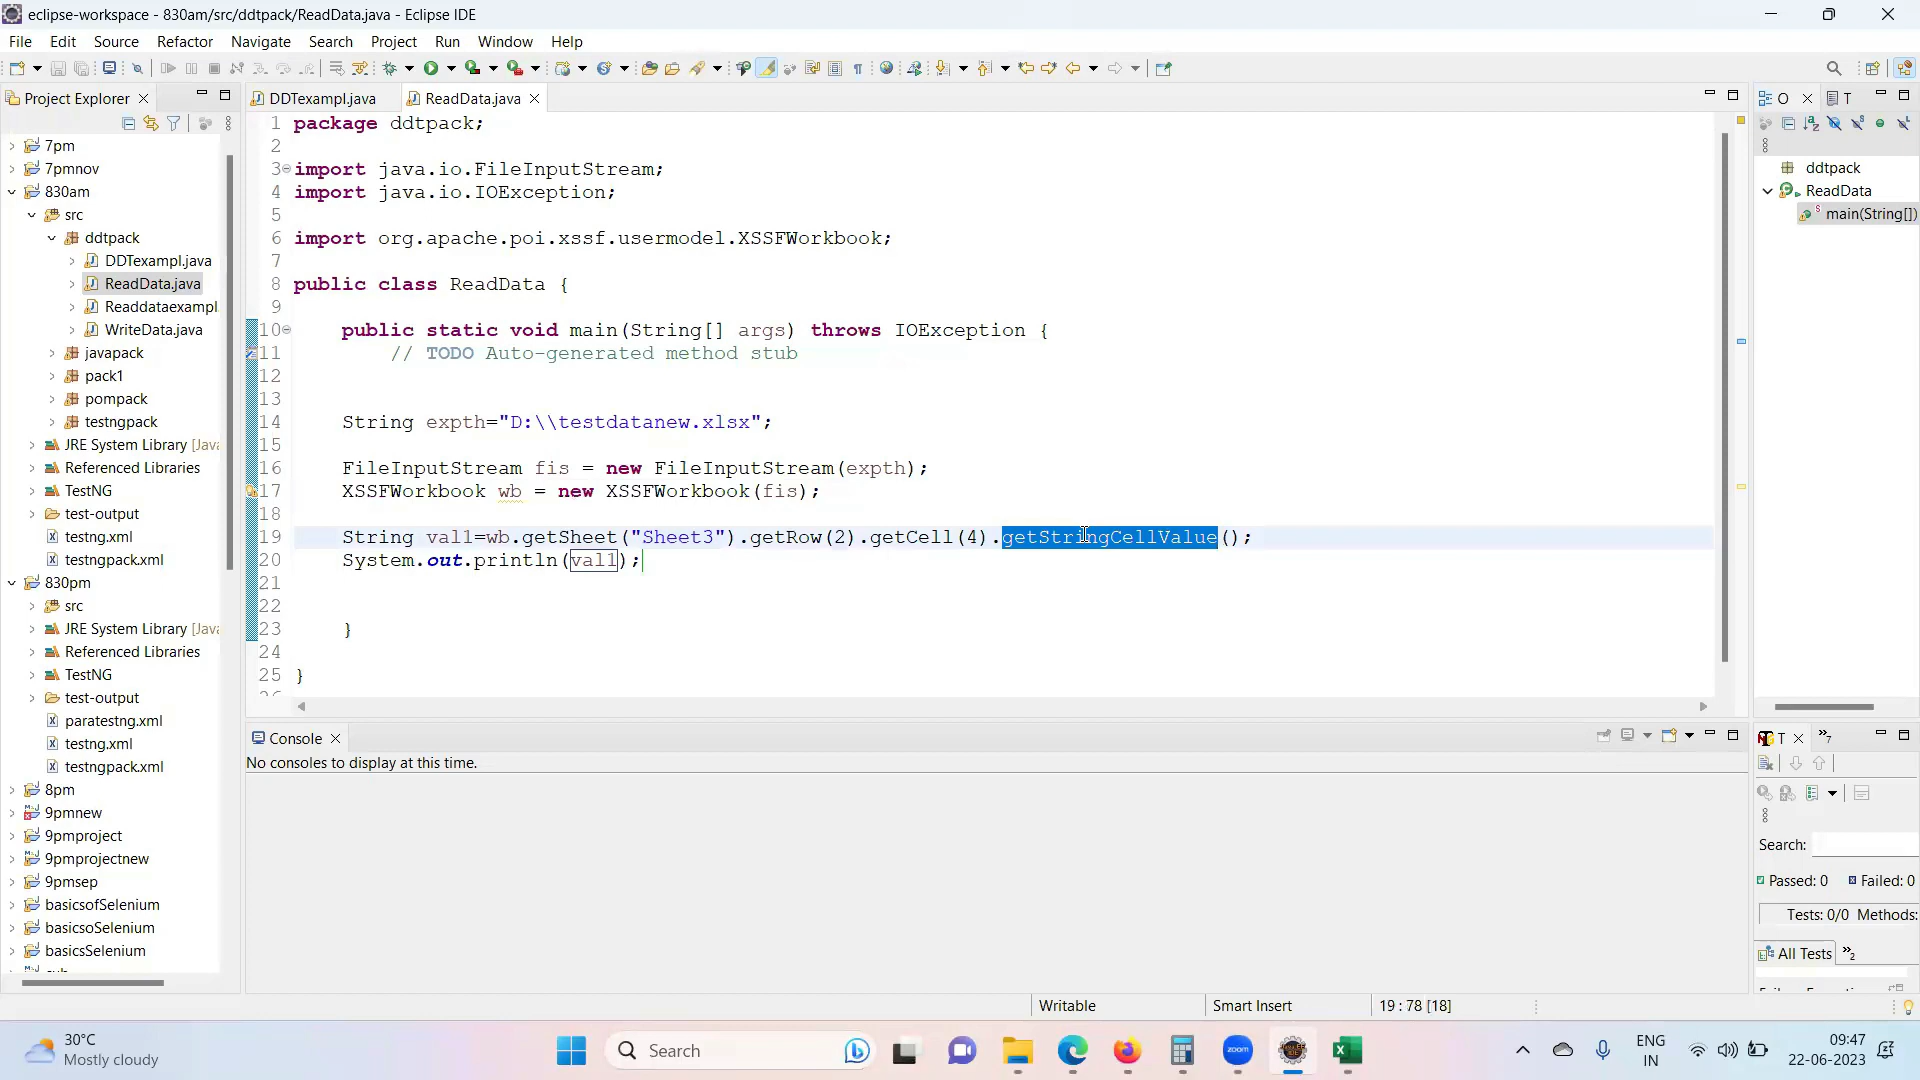 eclipse-workspace - 830am/src/ddtpack/ReadData.java - Eclipse IDE
File Edit Source Refactor Navigate Search Project Run Window Help
Project Explorer
DDTexampl.java
ReadData.java
O
T
7pm
7pmnov
830am
src
ddtpack
DDTexampl.java
ReadData.java
Readdataexampl
WriteData.java
javapack
pack1
pompack
testngpack
JRE System Library [Java
Referenced Libraries
TestNG
test-output
testng.xml
testngpack.xml
830pm
src
JRE System Library [Java
Referenced Libraries
TestNG
test-output
paratestng.xml
testng.xml
testngpack.xml
8pm
9pmnew
9pmproject
9pmprojectnew
9pmsep
basicsofSelenium
basicsoSelenium
basicsSelenium
1 package ddtpack;
2
3 import java.io.FileInputStream;
4 import java.io.IOException;
5
6 import org.apache.poi.xssf.usermodel.XSSFWorkbook;
7
8 public class ReadData {
9
10 public static void main(String[] args) throws IOException {
11 // TODO Auto-generated method stub
12
13
14 String expth="D:\\testdatanew.xlsx";
15
16 FileInputStream fis = new FileInputStream(expth);
17 XSSFWorkbook wb = new XSSFWorkbook(fis);
18
19 String val1=wb.getSheet("Sheet3").getRow(2).getCell(4).getStringCellValue();
20 System.out.println(val1);
21
22
23 }
24
25 }
ddtpack
ReadData
main(String[])
Console
No consoles to display at this time.
T
7
Search:
Passed: 0 Failed: 0
Tests: 0/0 Methods:
All Tests
2
Writable Smart Insert 19 : 78 [18]
30°C
Mostly cloudy
Search
zoom
ENG
IN
09:47
22-06-2023